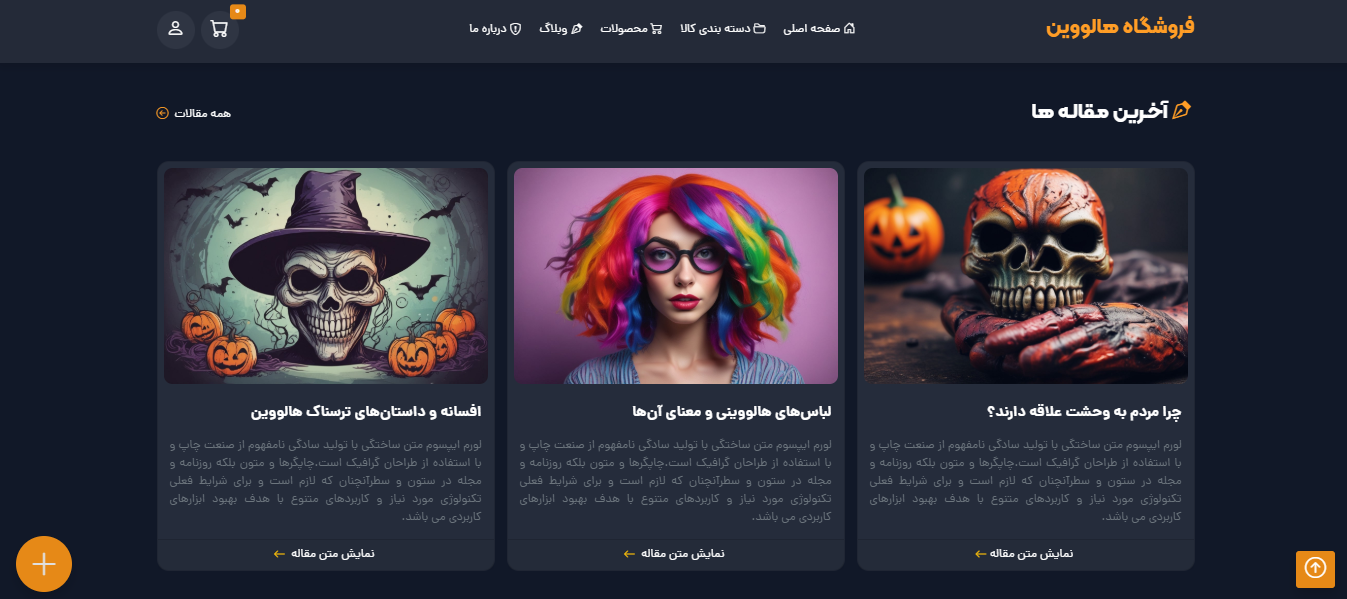 فروشگاه هالووین
صفحه اصلی
دسته بندی کالا
محصولات
وبلاگ
درباره ما
آخرین مقاله ها
همه مقالات
چرا مردم به وحشت علاقه دارند؟
لورم ایپسوم متن ساختگی با تولید سادگی نامفهوم از صنعت چاپ و
با استفاده از طراحان گرافیک است.چاپگرها و متون بلکه روزنامه و
مجله در ستون و سطرآنچنان که لازم است و برای شرایط فعلی
تکنولوژی مورد نیاز و کاربردهای متنوع با هدف بهبود ابزارهای
کاربردی می باشد.
نمایش متن مقاله
لباس‌های هالووینی و معنای آن‌ها
لورم ایپسوم متن ساختگی با تولید سادگی نامفهوم از صنعت چاپ و
با استفاده از طراحان گرافیک است.چاپگرها و متون بلکه روزنامه و
مجله در ستون و سطرآنچنان که لازم است و برای شرایط فعلی
تکنولوژی مورد نیاز و کاربردهای متنوع با هدف بهبود ابزارهای
کاربردی می باشد.
نمایش متن مقاله
افسانه و داستان‌های ترسناک هالووین
لورم ایپسوم متن ساختگی با تولید سادگی نامفهوم از صنعت چاپ و
با استفاده از طراحان گرافیک است.چاپگرها و متون بلکه روزنامه و
مجله در ستون و سطرآنچنان که لازم است و برای شرایط فعلی
تکنولوژی مورد نیاز و کاربردهای متنوع با هدف بهبود ابزارهای
کاربردی می باشد.
نمایش متن مقاله